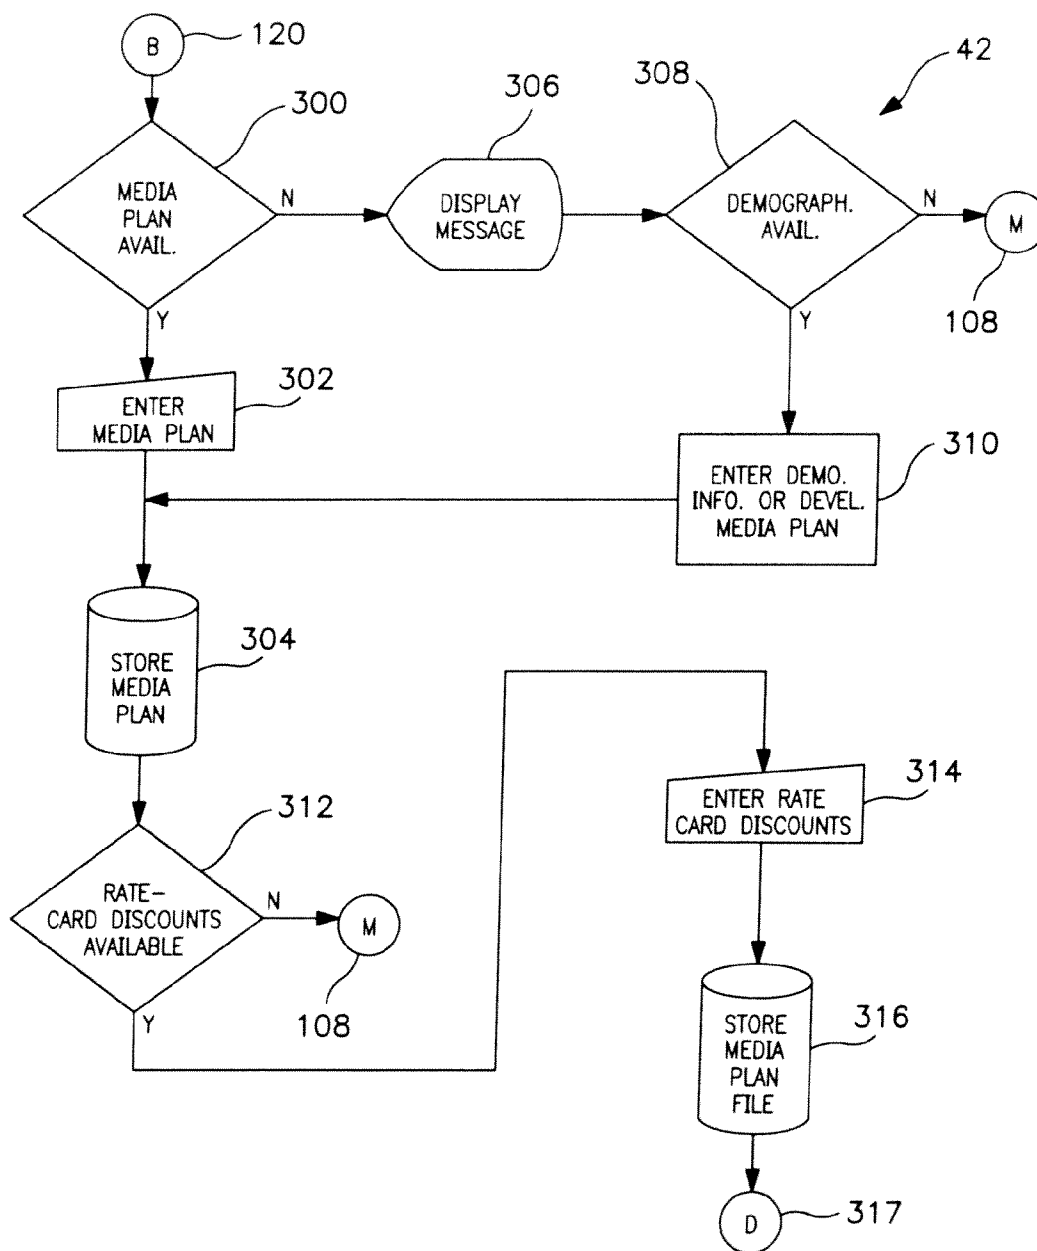 B
120
300
MEDIA
PLAN
AVAIL.
N
Y
306
DISPLAY
MESSAGE
308
42
DEMOGRAPH.
AVAIL.
N
M
108
Y
302
ENTER
MEDIA PLAN
310
ENTER DEMO.
INFO. OR DEVEL.
MEDIA PLAN
304
STORE
MEDIA
PLAN
312
RATE-
CARD DISCOUNTS
AVAILABLE
N
M
108
Y
314
ENTER RATE
CARD DISCOUNTS
316
STORE
MEDIA
PLAN
FILE
D
317